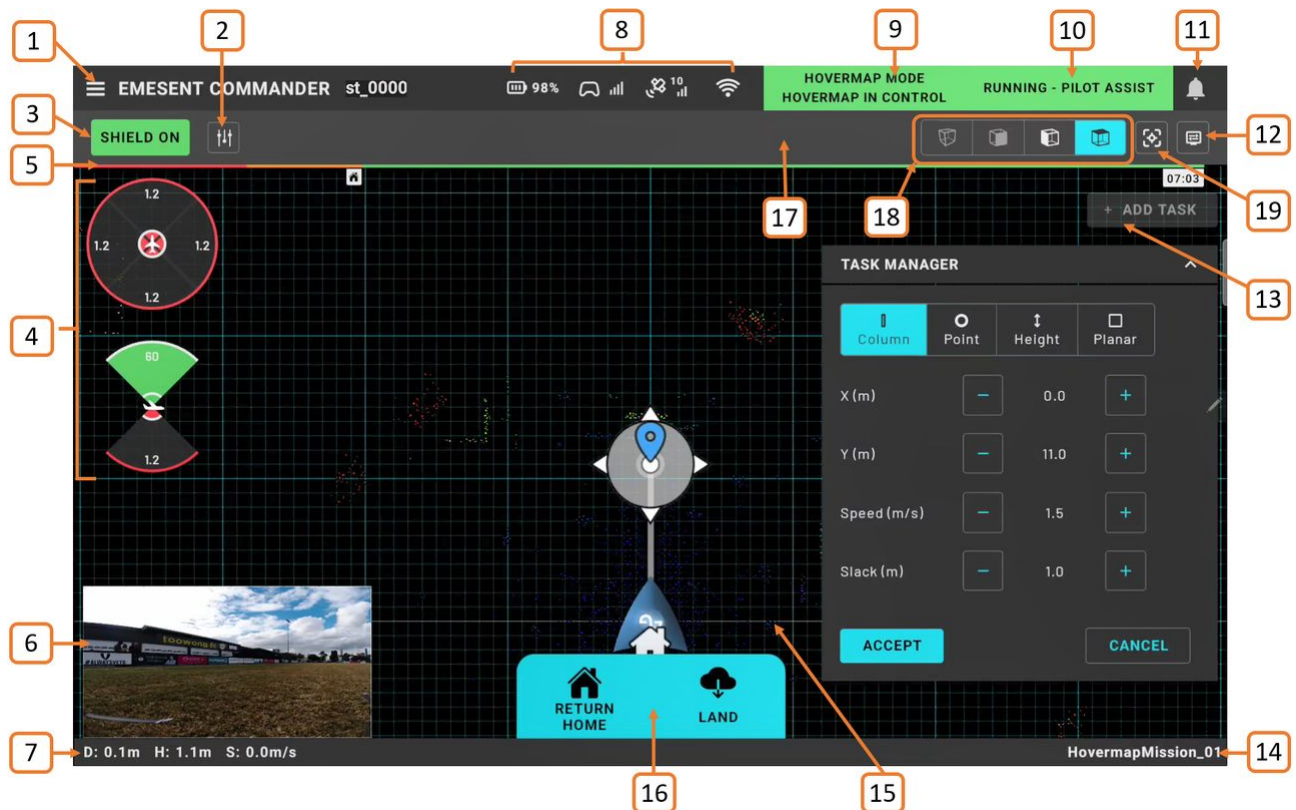 1
2
8
9
10
11
EMESENT COMMANDER st_0000
98%
10
HOVERMAP MODE
HOVERMAP IN CONTROL
RUNNING - PILOT ASSIST
3
SHIELD ON
12
5
07:03
17
18
19
+ ADD TASK
1.2
1.2
1.2
1.2
TASK MANAGER
13
4
Column
Point
Height
Planar
60
X (m) - 0.0 +
1.2
Y (m) - 11.0 +
Speed (m/s) - 1.5 +
Slack (m) - 1.0 +
6
toowong
ACCEPT
CANCEL
RETURN
HOME
LAND
7
D: 0.1m H: 1.1m S: 0.0m/s
HovermapMission_01
14
16
15